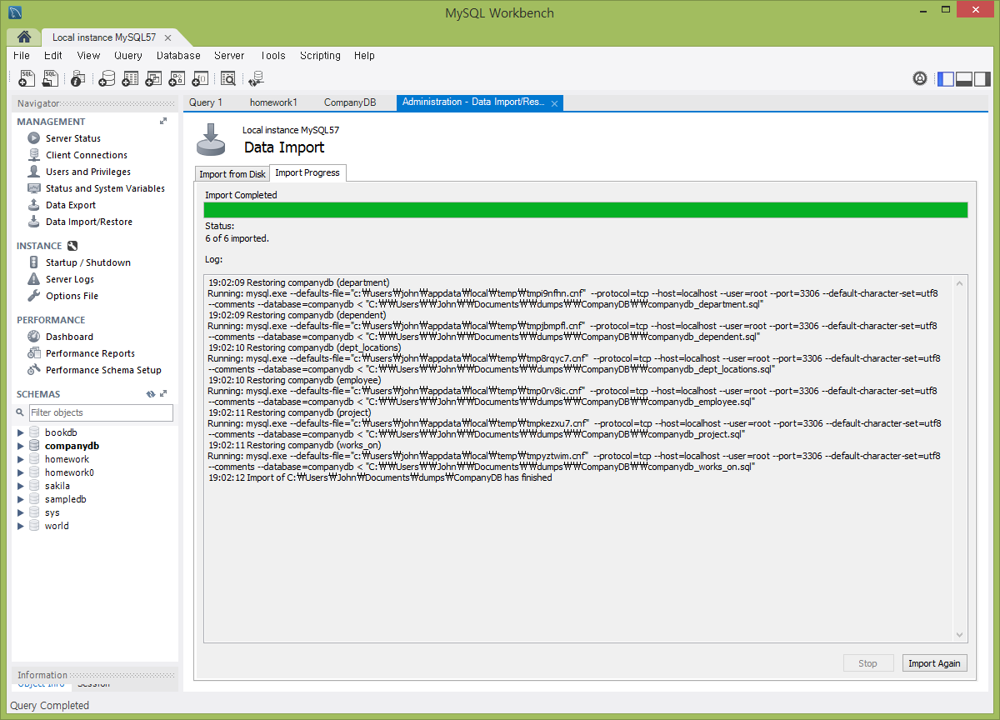 MySQL Workbench
Local instance MySQL57
File Edit View Query Database Server Tools Scripting Help
Navigator
MANAGEMENT
Server Status
Client Connections
Users and Privileges
Status and System Variables
Data Export
Data Import/Restore
INSTANCE
Startup / Shutdown
Server Logs
Options File
PERFORMANCE
Dashboard
Performance Reports
Performance Schema Setup
SCHEMAS
Filter objects
bookdb
companydb
homework
homework0
sakila
sampledb
sys
world
Information
Object Info Session
Query Completed
Query 1 homework1 CompanyDB Administration - Data Import/Res...
Local instance MySQL57
Data Import
Import from Disk Import Progress
Import Completed
Status:
6 of 6 imported.
Log:
19:02:09 Restoring companydb (department)
Running: mysql.exe --defaults-file="c:₩users₩john₩appdata₩local₩temp₩tmpi9nfhn.cnf" --protocol=tcp --host=localhost --user=root --port=3306 --default-character-set=utf8
--comments --database=companydb < "C:₩₩Users₩₩John₩₩Documents₩₩dumps₩₩CompanyDB₩₩companydb_department.sql"
19:02:09 Restoring companydb (dependent)
Running: mysql.exe --defaults-file="c:₩users₩john₩appdata₩local₩temp₩tmpjbmpfl.cnf" --protocol=tcp --host=localhost --user=root --port=3306 --default-character-set=utf8
--comments --database=companydb < "C:₩₩Users₩₩John₩₩Documents₩₩dumps₩₩CompanyDB₩₩companydb_dependent.sql"
19:02:10 Restoring companydb (dept_locations)
Running: mysql.exe --defaults-file="c:₩users₩john₩appdata₩local₩temp₩tmp8rqyc7.cnf" --protocol=tcp --host=localhost --user=root --port=3306 --default-character-set=utf8
--comments --database=companydb < "C:₩₩Users₩₩John₩₩Documents₩₩dumps₩₩CompanyDB₩₩companydb_dept_locations.sql"
19:02:10 Restoring companydb (employee)
Running: mysql.exe --defaults-file="c:₩users₩john₩appdata₩local₩temp₩tmp0rv8ic.cnf" --protocol=tcp --host=localhost --user=root --port=3306 --default-character-set=utf8
--comments --database=companydb < "C:₩₩Users₩₩John₩₩Documents₩₩dumps₩₩CompanyDB₩₩companydb_employee.sql"
19:02:11 Restoring companydb (project)
Running: mysql.exe --defaults-file="c:₩users₩john₩appdata₩local₩temp₩tmpkezxu7.cnf" --protocol=tcp --host=localhost --user=root --port=3306 --default-character-set=utf8
--comments --database=companydb < "C:₩₩Users₩₩John₩₩Documents₩₩dumps₩₩CompanyDB₩₩companydb_project.sql"
19:02:11 Restoring companydb (works_on)
Running: mysql.exe --defaults-file="c:₩users₩john₩appdata₩local₩temp₩tmpyztwim.cnf" --protocol=tcp --host=localhost --user=root --port=3306 --default-character-set=utf8
--comments --database=companydb < "C:₩₩Users₩₩John₩₩Documents₩₩dumps₩₩CompanyDB₩₩companydb_works_on.sql"
19:02:12 Import of C:₩Users₩John₩Documents₩dumps₩CompanyDB has finished
Stop Import Again